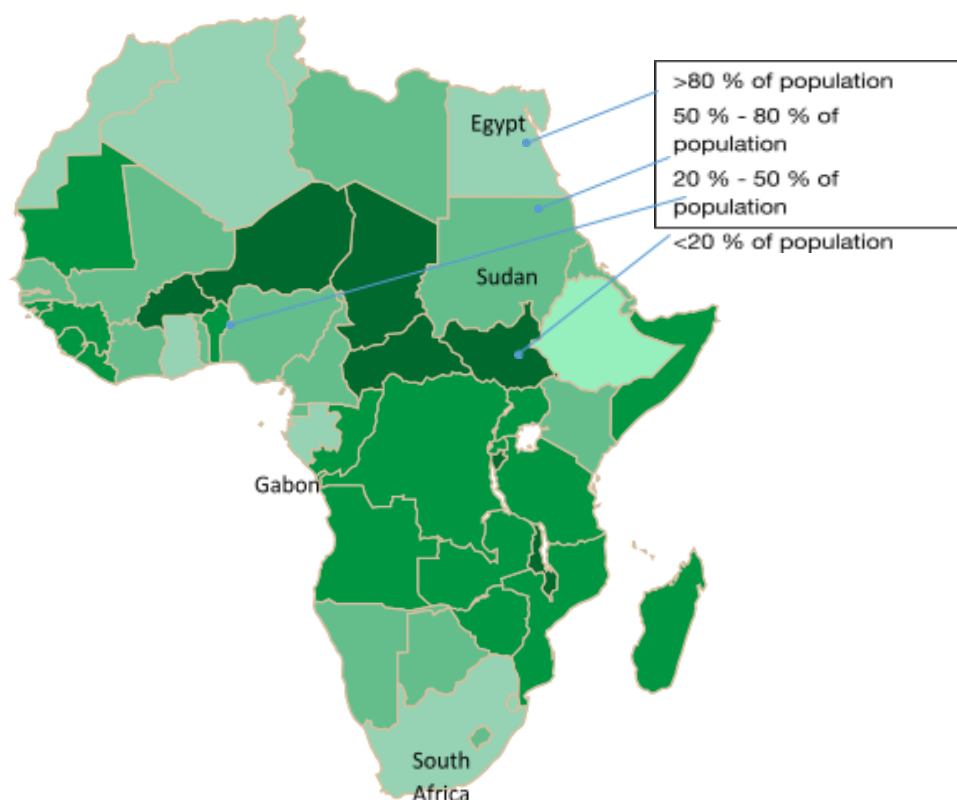 >80 % of population
50 % - 80 % of
population
20 % - 50 % of
population
<20 % of population
Egypt
Sudan
Gabon
South
Africa